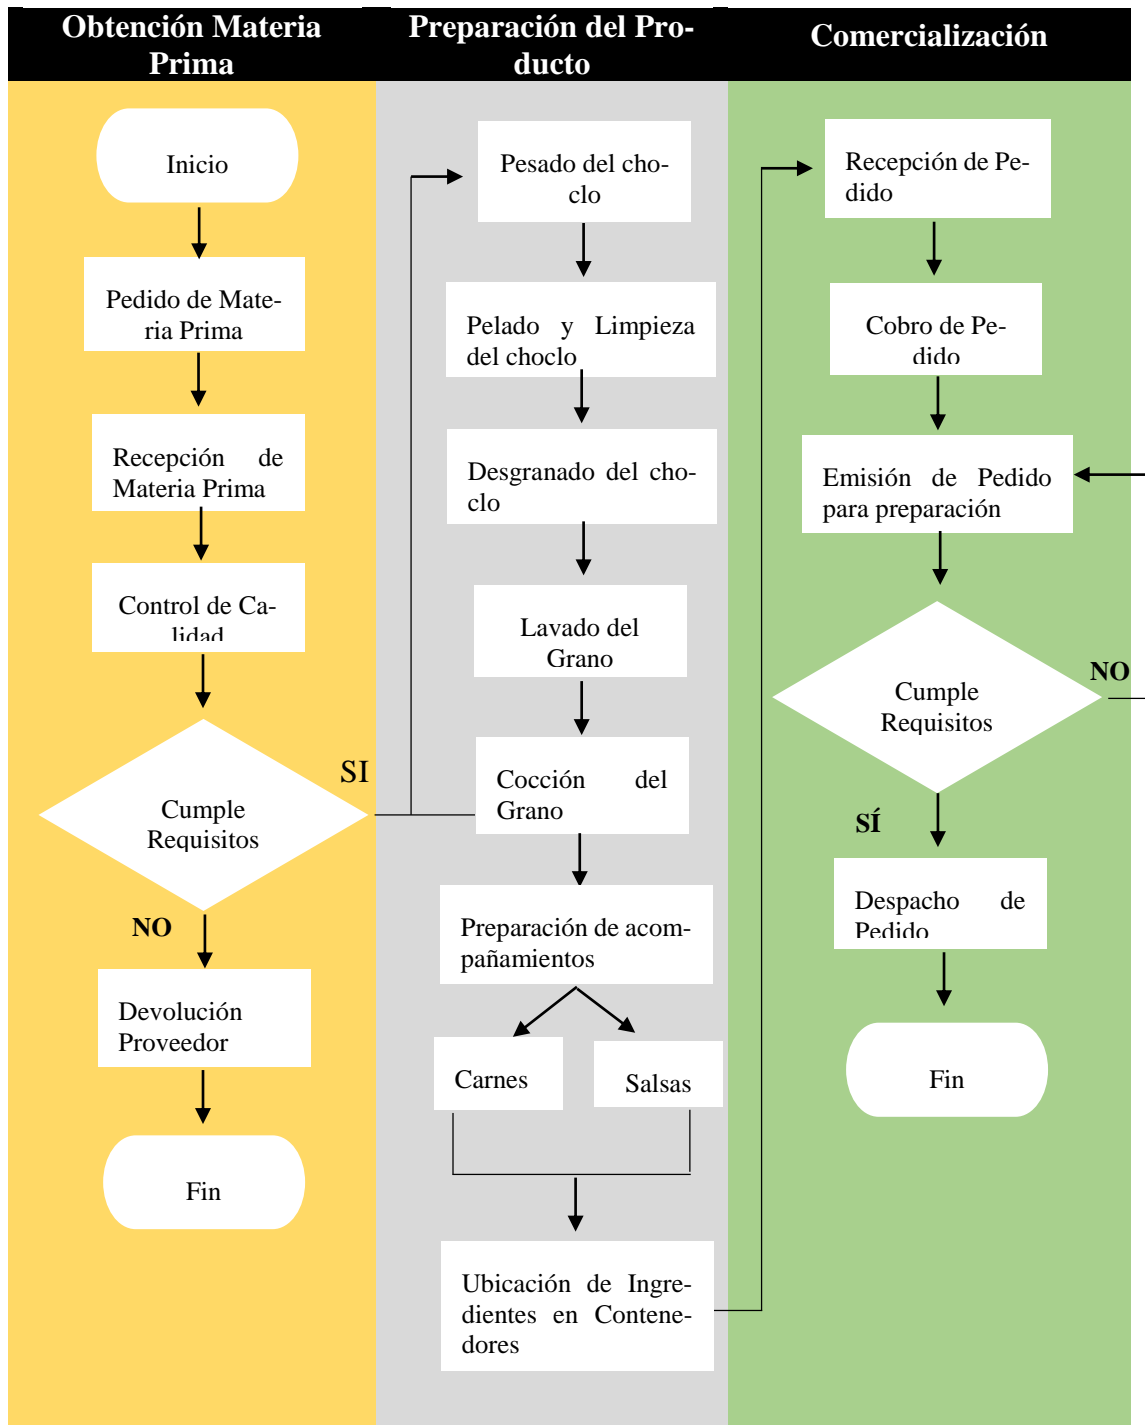 Obtención Materia
Prima
Preparación del Pro-
ducto
Comercialización
Inicio
Pedido de Mate-
ria Prima
Recepción de
Materia Prima
Control de Ca-
lidad
Cumple
Requisitos
SI
NO
Devolución
Proveedor
Fin
Pesado del cho-
clo
Pelado y Limpieza
del choclo
Desgranado del cho-
clo
Lavado del
Grano
Cocción del
Grano
Preparación de acom-
pañamientos
Carnes
Salsas
Ubicación de Ingre-
dientes en Contene-
dores
Recepción de Pe-
dido
Cobro de Pe-
dido
Emisión de Pedido
para preparación
Cumple
Requisitos
NO
SÍ
Despacho de
Pedido
Fin